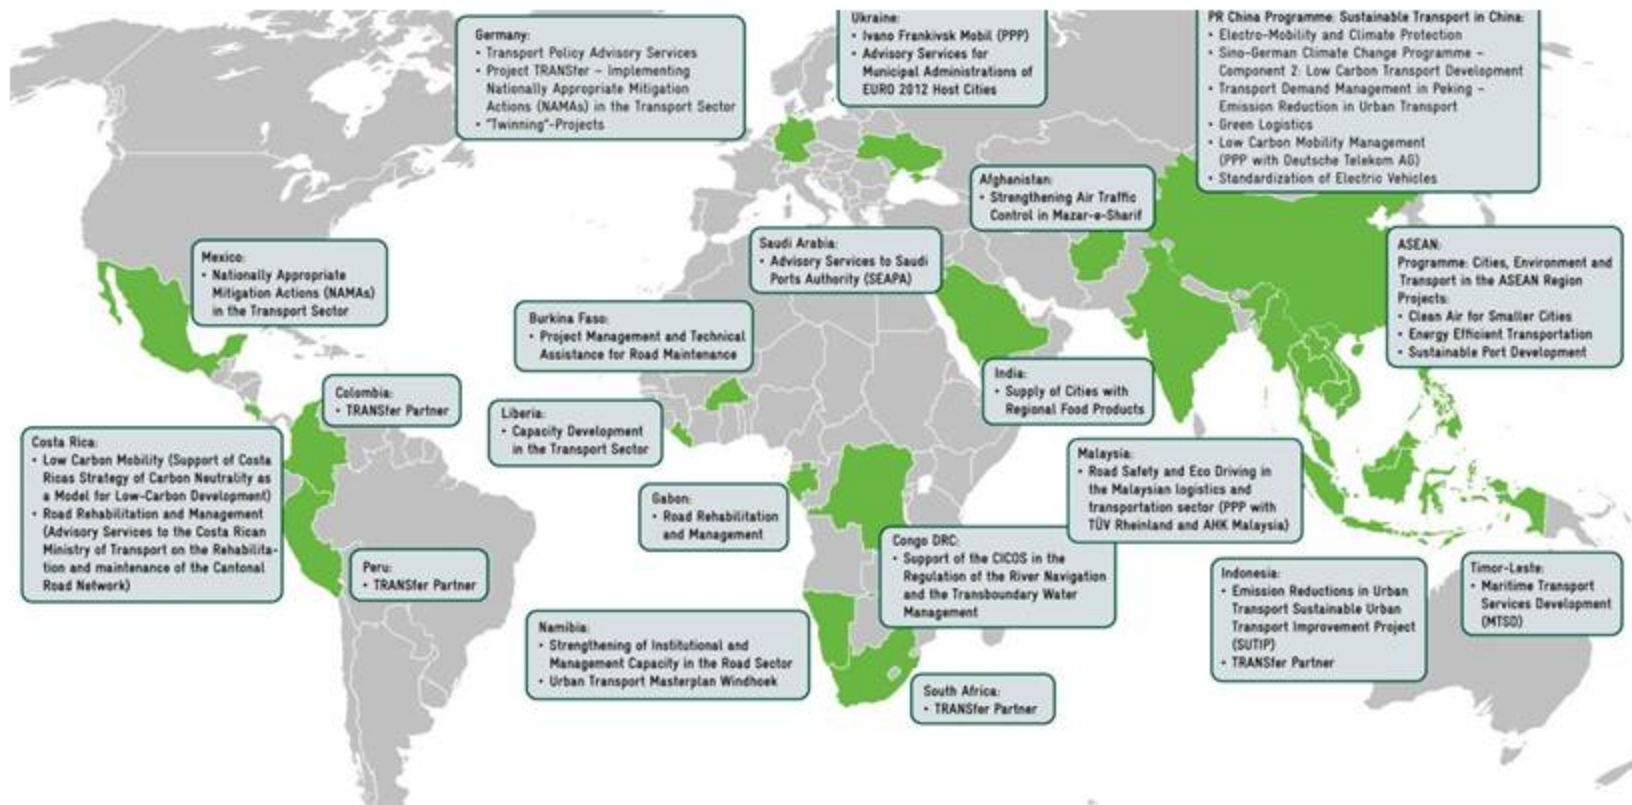 Germany:
• Transport Policy Advisory Services
• Project TRANSfer – Implementing
Nationally Appropriate Mitigation
Actions (NAMAs) in the Transport Sector
• "Twinning"-Projects
Ukraine:
• Ivano Frankivsk Mobil (PPP)
• Advisory Services for
Municipal Administrations of
EURO 2012 Host Cities
PR China Programme: Sustainable Transport in China:
• Electro-Mobility and Climate Protection
• Sino-German Climate Change Programme –
Component 2: Low Carbon Transport Development
• Transport Demand Management in Peking –
Emission Reduction in Urban Transport
• Green Logistics
• Low Carbon Mobility Management
(PPP with Deutsche Telekom AG)
• Standardization of Electric Vehicles
Afghanistan:
• Strengthening Air Traffic
Control in Mazar-e-Sharif
Mexico:
• Nationally Appropriate
Mitigation Actions (NAMAs)
in the Transport Sector
Saudi Arabia:
• Advisory Services to Saudi
Ports Authority (SEAPA)
ASEAN:
Programme: Cities, Environment and
Transport in the ASEAN Region
Projects:
• Clean Air for Smaller Cities
• Energy Efficient Transportation
• Sustainable Port Development
Burkina Faso:
• Project Management and Technical
Assistance for Road Maintenance
Colombia:
• TRANSfer Partner
Liberia:
• Capacity Development
in the Transport Sector
India:
• Supply of Cities with
Regional Food Products
Costa Rica:
• Low Carbon Mobility (Support of Costa
Ricas Strategy of Carbon Neutrality as
a Model for Low-Carbon Development)
• Road Rehabilitation and Management
(Advisory Services to the Costa Rican
Ministry of Transport on the Rehabilita-
tion and maintenance of the Cantonal
Road Network)
Gabon:
• Road Rehabilitation
and Management
Malaysia:
• Road Safety and Eco Driving in
the Malaysian logistics and
transportation sector (PPP with
TÜV Rheinland and AHK Malaysia)
Peru:
• TRANSfer Partner
Congo DRC:
• Support of the CICOS in the
Regulation of the River Navigation
and the Transboundary Water
Management
Indonesia:
• Emission Reductions in Urban
Transport Sustainable Urban
Transport Improvement Project
(SUTIP)
• TRANSfer Partner
Timor-Leste:
• Maritime Transport
Services Development
(MTSD)
Namibia:
• Strengthening of Institutional and
Management Capacity in the Road Sector
• Urban Transport Masterplan Windhoek
South Africa:
• TRANSfer Partner